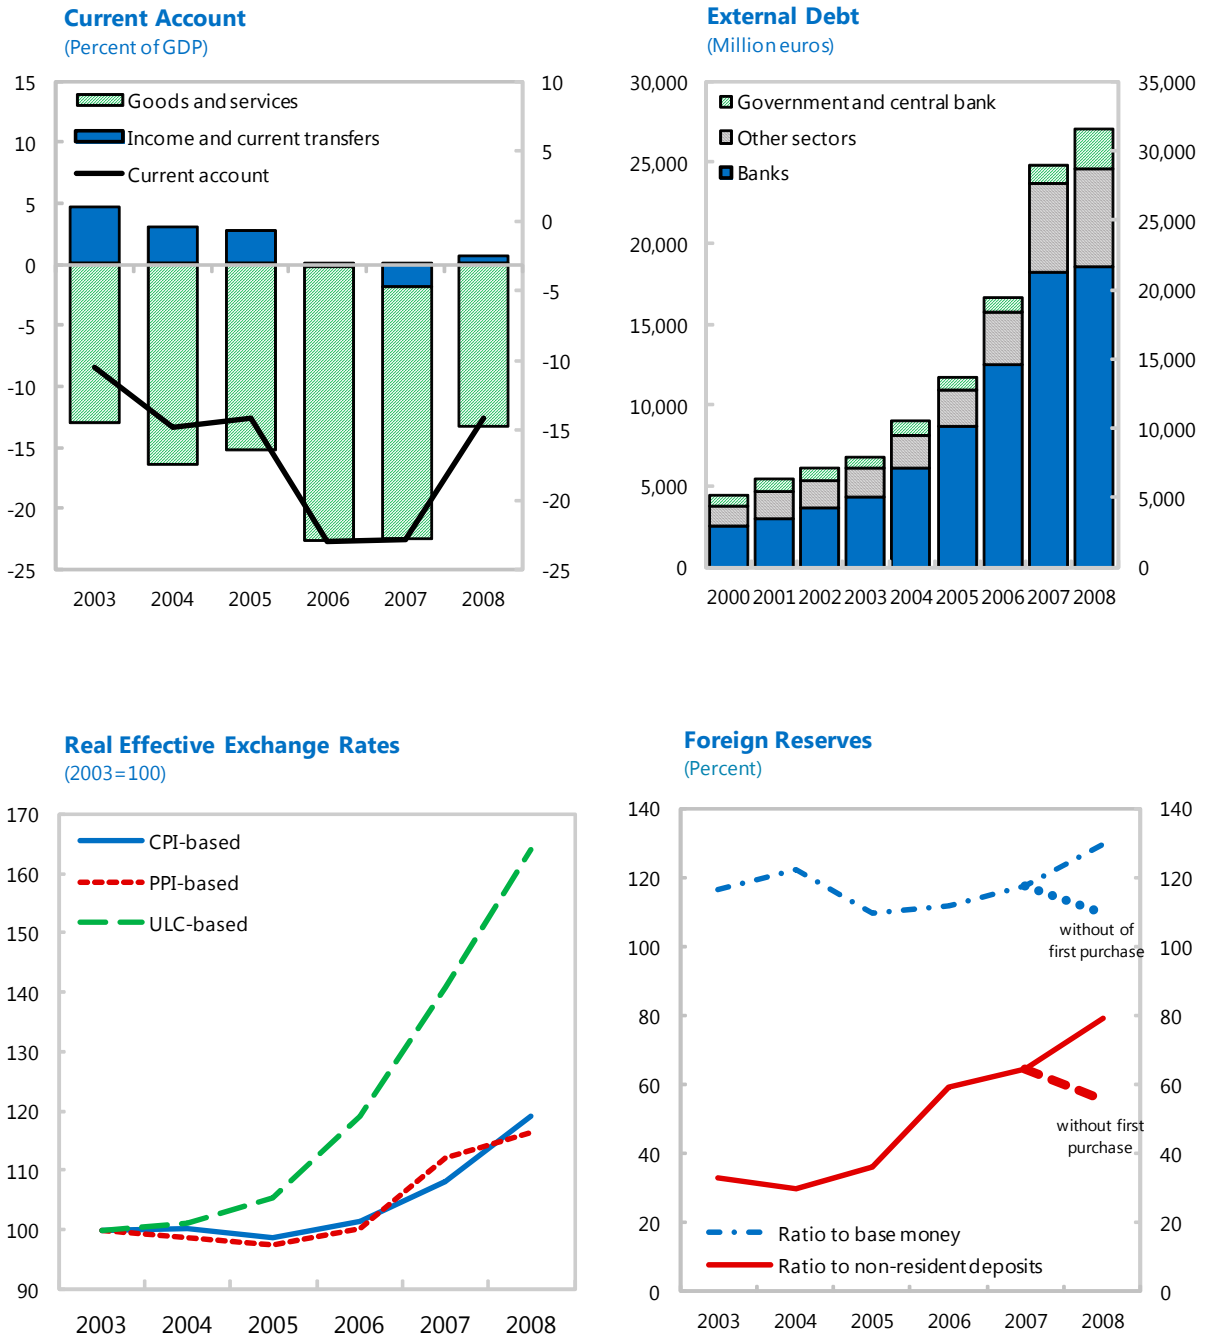 Current Account
(Percent of GDP)
15
10
5
0
-5
-10
-15
-20
-25
10
5
0
-5
-10
-15
-20
-25
Goods and services
Income and current transfers
Current account
2003 2004 2005 2006 2007 2008
External Debt
(Million euros)
30,000
25,000
20,000
15,000
10,000
5,000
0
35,000
30,000
25,000
20,000
15,000
10,000
5,000
0
Government and central bank
Other sectors
Banks
2000 2001 2002 2003 2004 2005 2006 2007 2008
Real Effective Exchange Rates
(2003=100)
170
160
150
140
130
120
110
100
90
CPI-based
PPI-based
ULC-based
2003 2004 2005 2006 2007 2008
Foreign Reserves
(Percent)
140
120
100
80
60
40
20
0
140
120
100
80
60
40
20
0
without of
first purchase
without first
purchase
Ratio to base money
Ratio to non-resident deposits
2003 2004 2005 2006 2007 2008